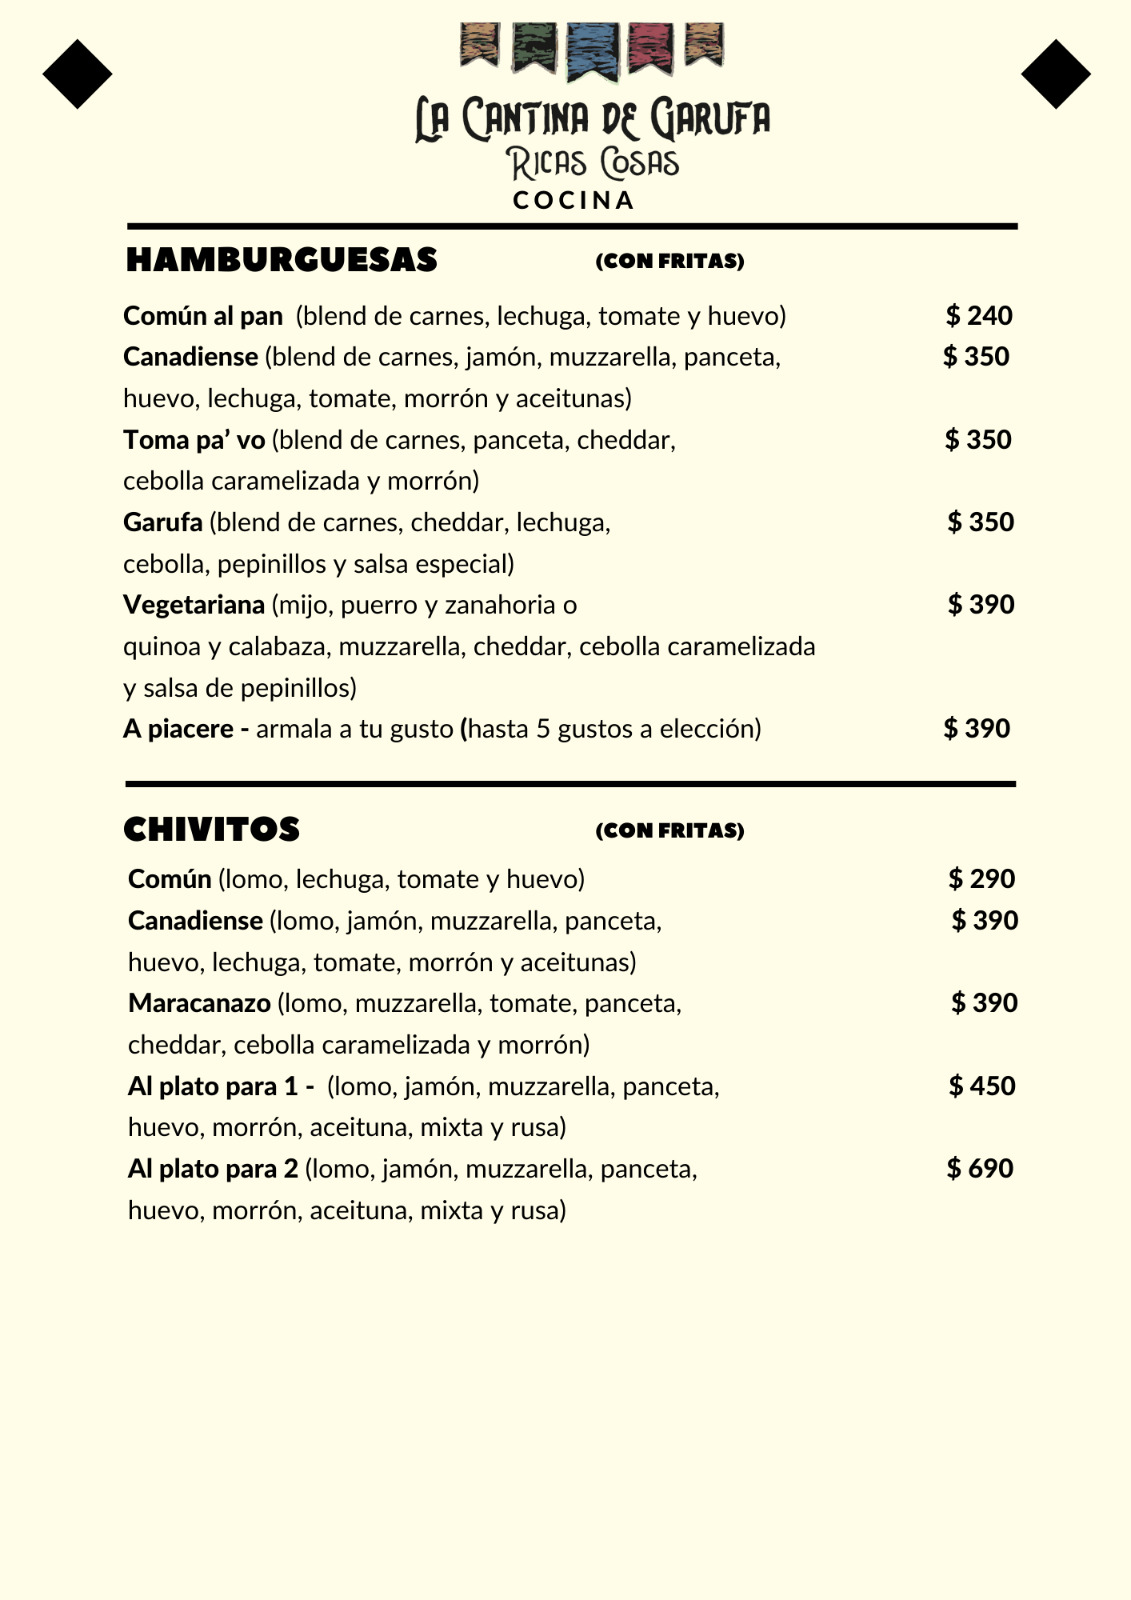 La Cantina de Garufa
Ricas Cosas
COCINA
HAMBURGUESAS (CON FRITAS)
Común al pan (blend de carnes, lechuga, tomate y huevo) $ 240
Canadiense (blend de carnes, jamón, muzzarella, panceta, $ 350
huevo, lechuga, tomate, morrón y aceitunas)
Toma pa’ vo (blend de carnes, panceta, cheddar, $ 350
cebolla caramelizada y morrón)
Garufa (blend de carnes, cheddar, lechuga, $ 350
cebolla, pepinillos y salsa especial)
Vegetariana (mijo, puerro y zanahoria o $ 390
quinoa y calabaza, muzzarella, cheddar, cebolla caramelizada
y salsa de pepinillos)
A piacere - armala a tu gusto (hasta 5 gustos a elección) $ 390
CHIVITOS (CON FRITAS)
Común (lomo, lechuga, tomate y huevo) $ 290
Canadiense (lomo, jamón, muzzarella, panceta, $ 390
huevo, lechuga, tomate, morrón y aceitunas)
Maracanazo (lomo, muzzarella, tomate, panceta, $ 390
cheddar, cebolla caramelizada y morrón)
Al plato para 1 - (lomo, jamón, muzzarella, panceta, $ 450
huevo, morrón, aceituna, mixta y rusa)
Al plato para 2 (lomo, jamón, muzzarella, panceta, $ 690
huevo, morrón, aceituna, mixta y rusa)